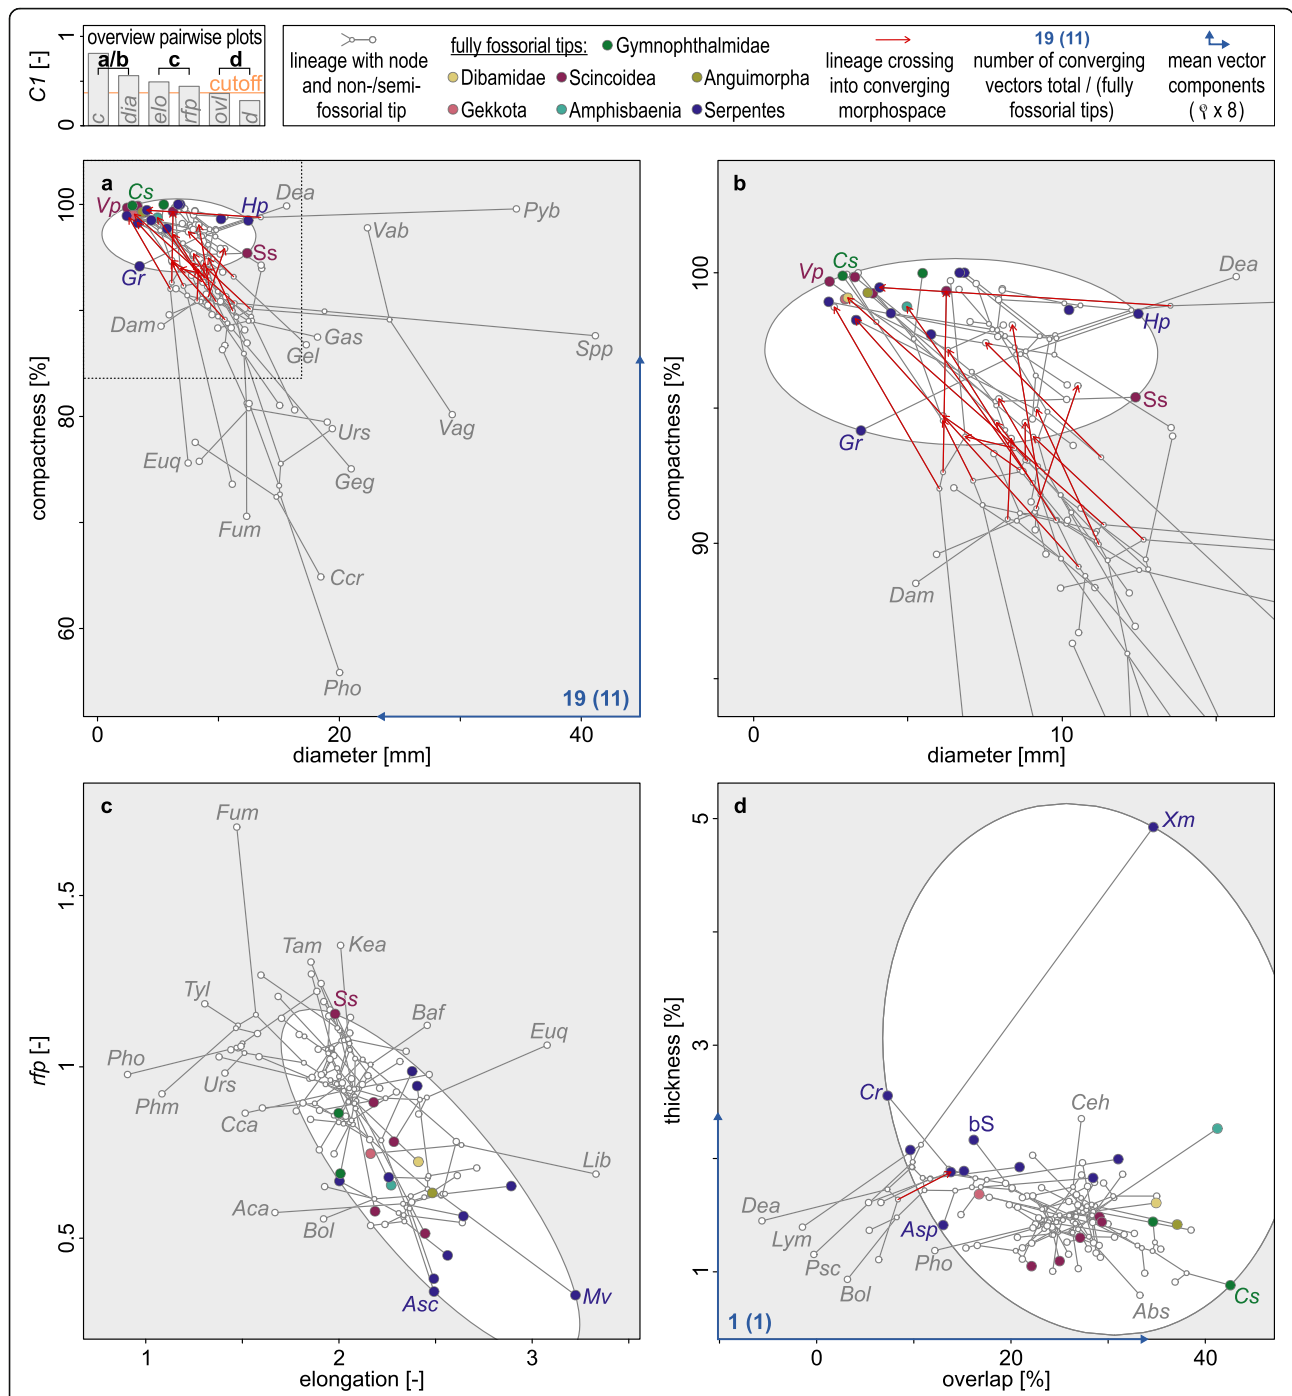 1
0
C1 [-]
overview pairwise plots
a/b
c
d
cutoff
c
dia
elo
rfp
ovl
d
lineage with node
and non-/semi-
fossorial tip
fully fossorial tips:
Gymnophthalmidae
Dibamidae
Scincoidea
Anguimorpha
Gekkota
Amphisbaenia
Serpentes
lineage crossing
into converging
morphospace
19 (11)
number of converging
vectors total / (fully
fossorial tips)
mean vector
components
( x 8)
a
Cs
Vp
Hp
Dea
Pyb
Vab
Ss
Gr
Dam
Gas
Gel
Spp
Vag
Urs
Euq
Geg
Fum
Ccr
Pho
19 (11)
100
80
60
compactness [%]
0
20
40
diameter [mm]
b
Vp
Cs
Dea
Hp
Ss
Gr
Dam
100
90
compactness [%]
0
10
diameter [mm]
c
Fum
Tam
Kea
Tyl
Ss
Baf
Euq
Pho
Phm
Urs
Cca
Lib
Aca
Bol
Asc
Mv
1.5
1
0.5
rfp [-]
1
2
3
elongation [-]
d
Xm
Cr
bS
Ceh
Dea
Lym
Psc
Bol
Asp
Pho
Abs
Cs
1 (1)
5
3
1
thickness [%]
0
20
40
overlap [%]